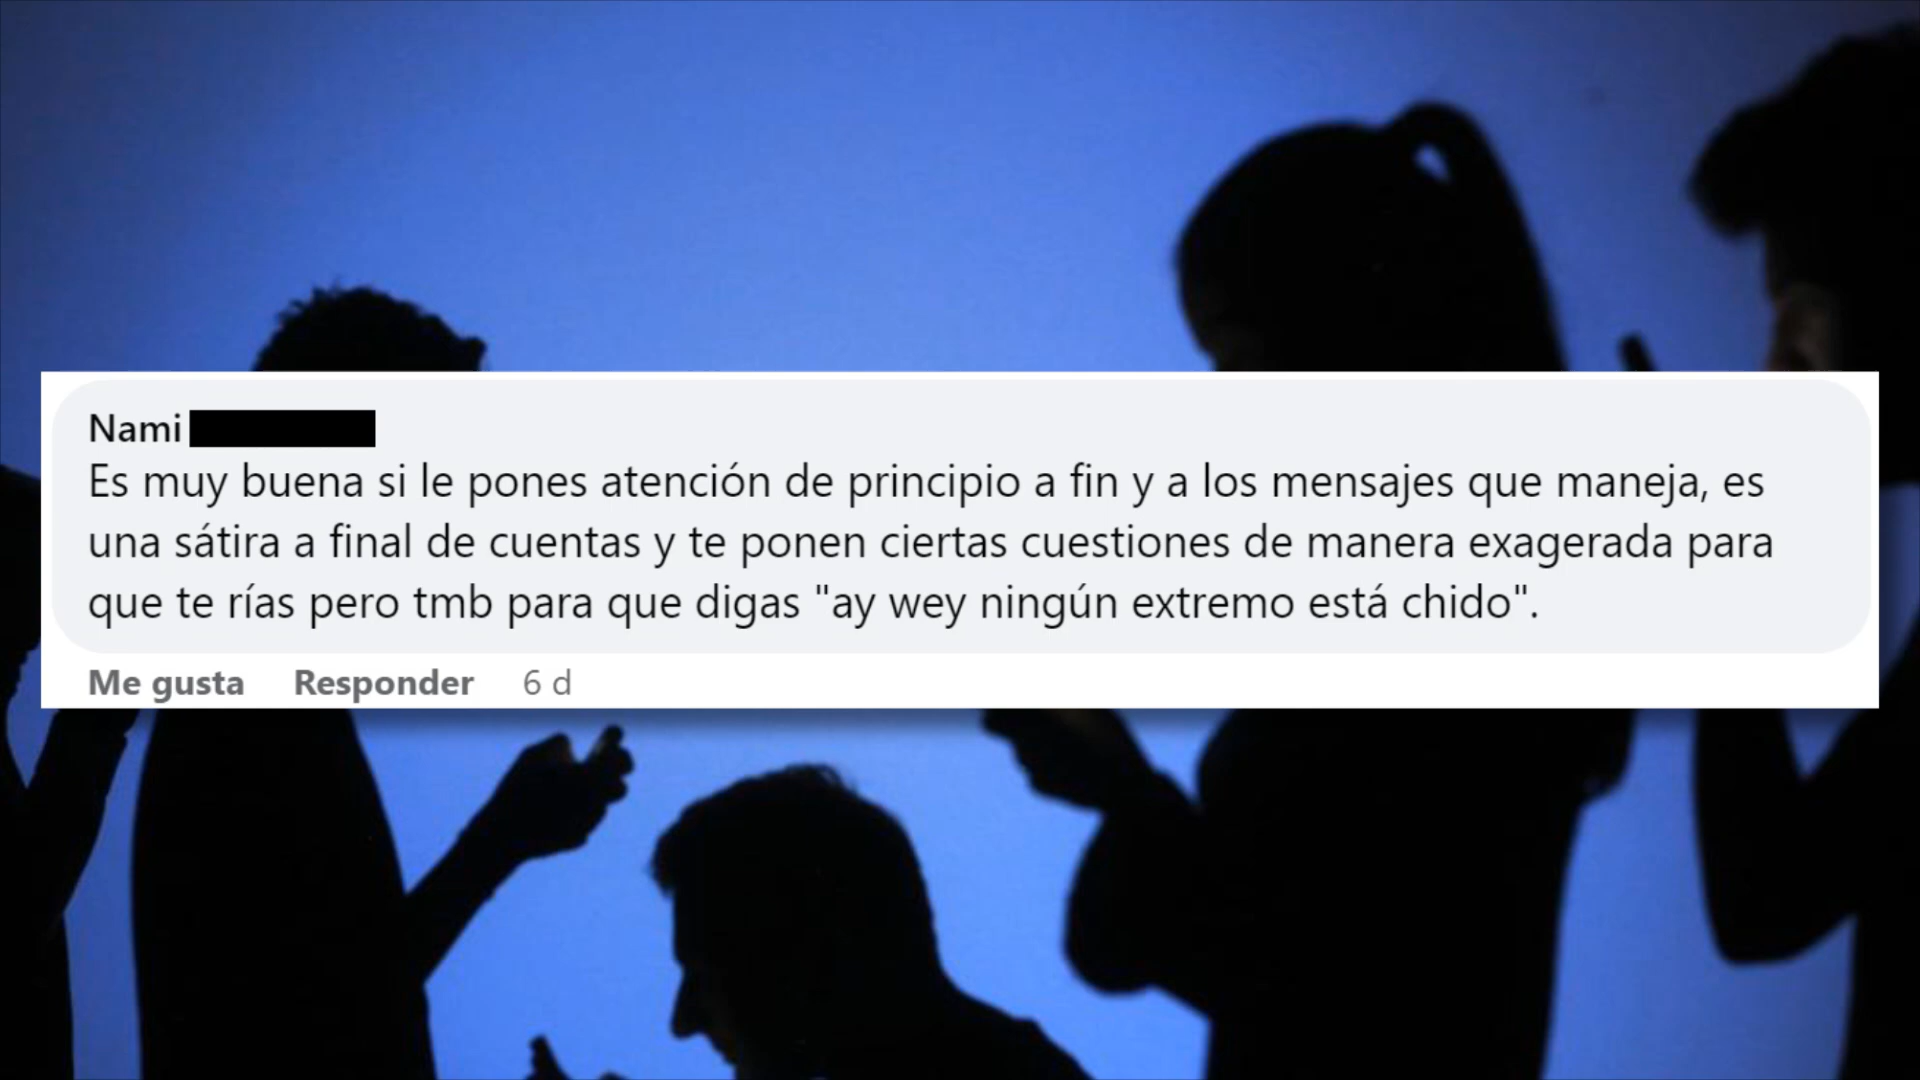 Nami
Es muy buena si le pones atención de principio a fin y a los mensajes que maneja, es
una sátira a final de cuentas y te ponen ciertas cuestiones de manera exagerada para
que te rías pero tmb para que digas "ay wey ningún extremo está chido".
Me gusta Responder 6 d